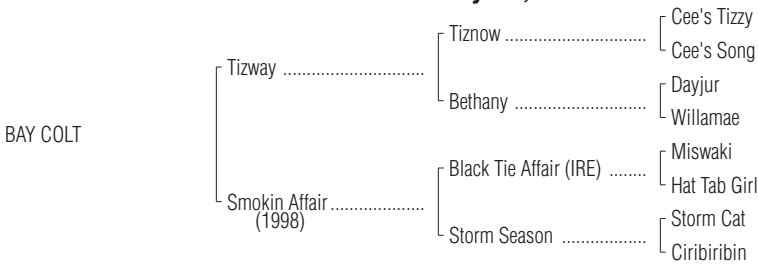 Cee's Tizzy
Tiznow
Cee's Song
Tizway
Dayjur
Bethany
Willamae
BAY COLT
Miswaki
Black Tie Affair (IRE)
Hat Tab Girl
Smokin Affair
(1998)
Storm Cat
Storm Season
Ciribiribin